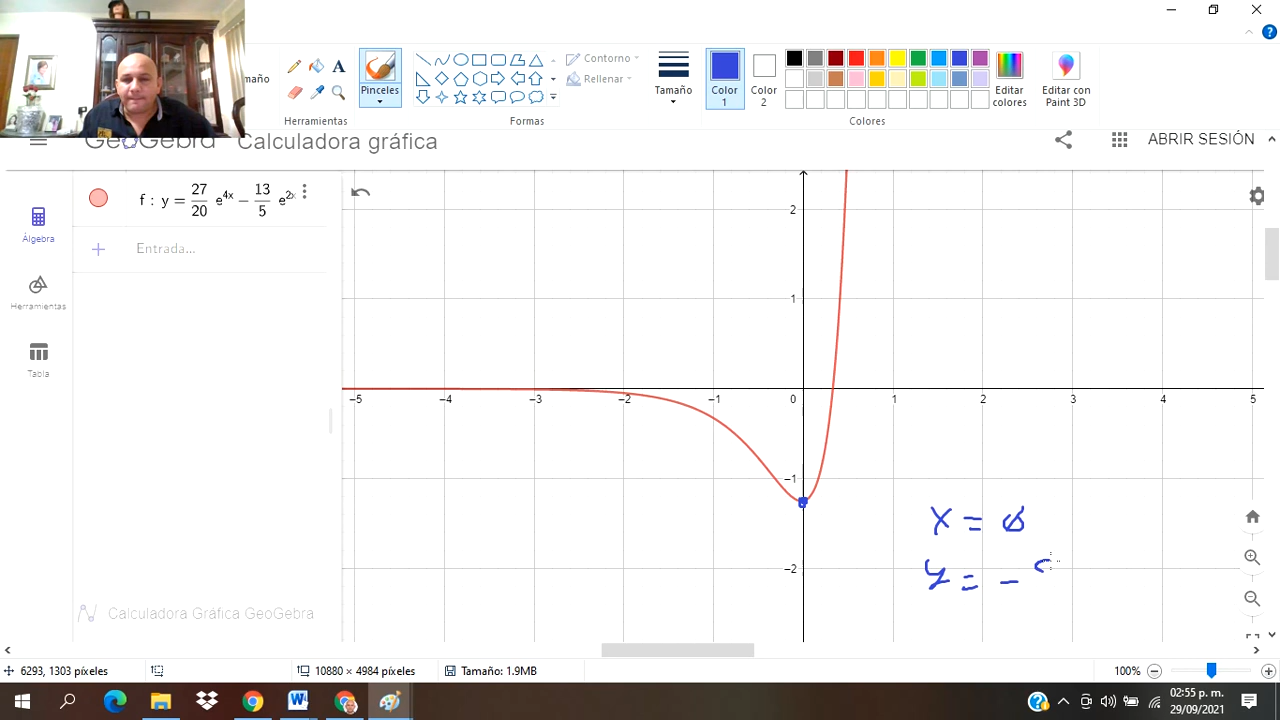 Contorno
Rellenar
maño
Pinceles
Tamaño
Color 1
Color 2
Editar colores
Editar con Paint 3D
Herramientas
Formas
Colores
GeoGebra Calculadora gráfica
ABRIR SESIÓN
f : y = 27/20 e^4x − 13/5 e^2x
Entrada...
Álgebra
Herramientas
Tabla
2
1
−5 −4 −3 −2 −1 0 1 2 3 4 5
−1
−2
x = 0
y = -
Calculadora Gráfica GeoGebra
6293, 1303 píxeles
10880 × 4984 píxeles
Tamaño: 1.9MB
100%
02:55 p. m.
29/09/2021